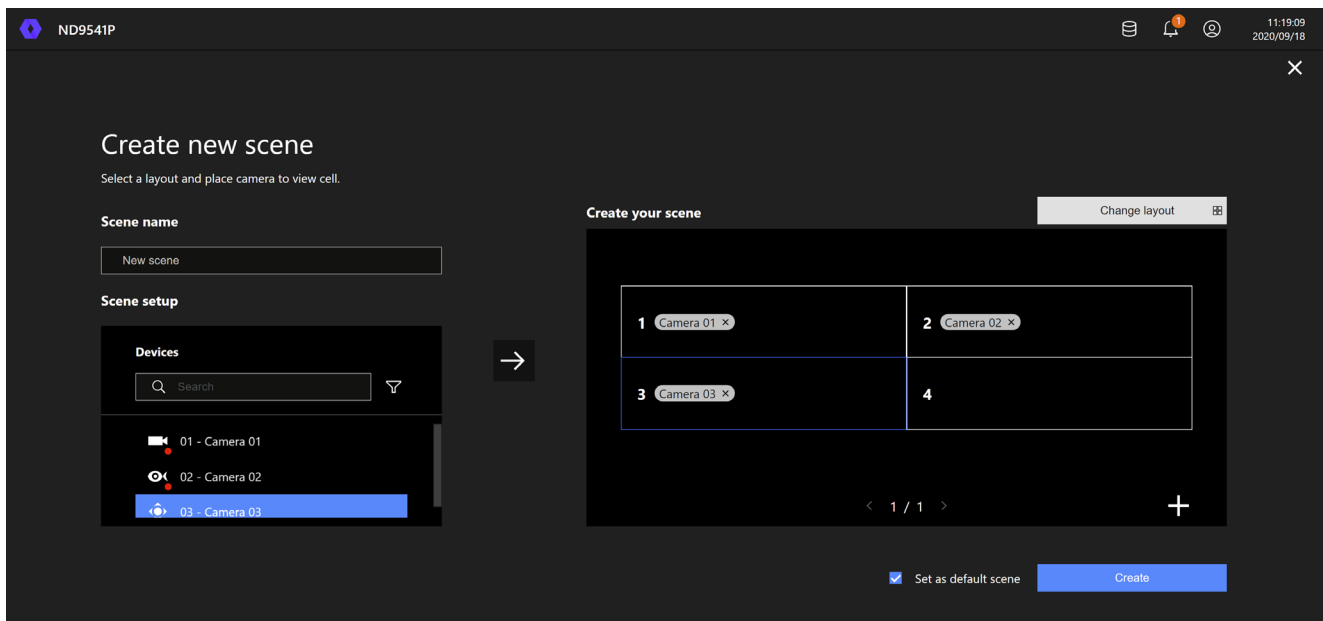 ND9541P
1
11:19:09
2020/09/18
Create new scene
Select a layout and place camera to view cell.
Scene name
New scene
Scene setup
Devices
Search
01 - Camera 01
02 - Camera 02
03 - Camera 03
Create your scene
Change layout
1 Camera 01 ×
2 Camera 02 ×
3 Camera 03 ×
4
< 1 / 1 >
Set as default scene
Create